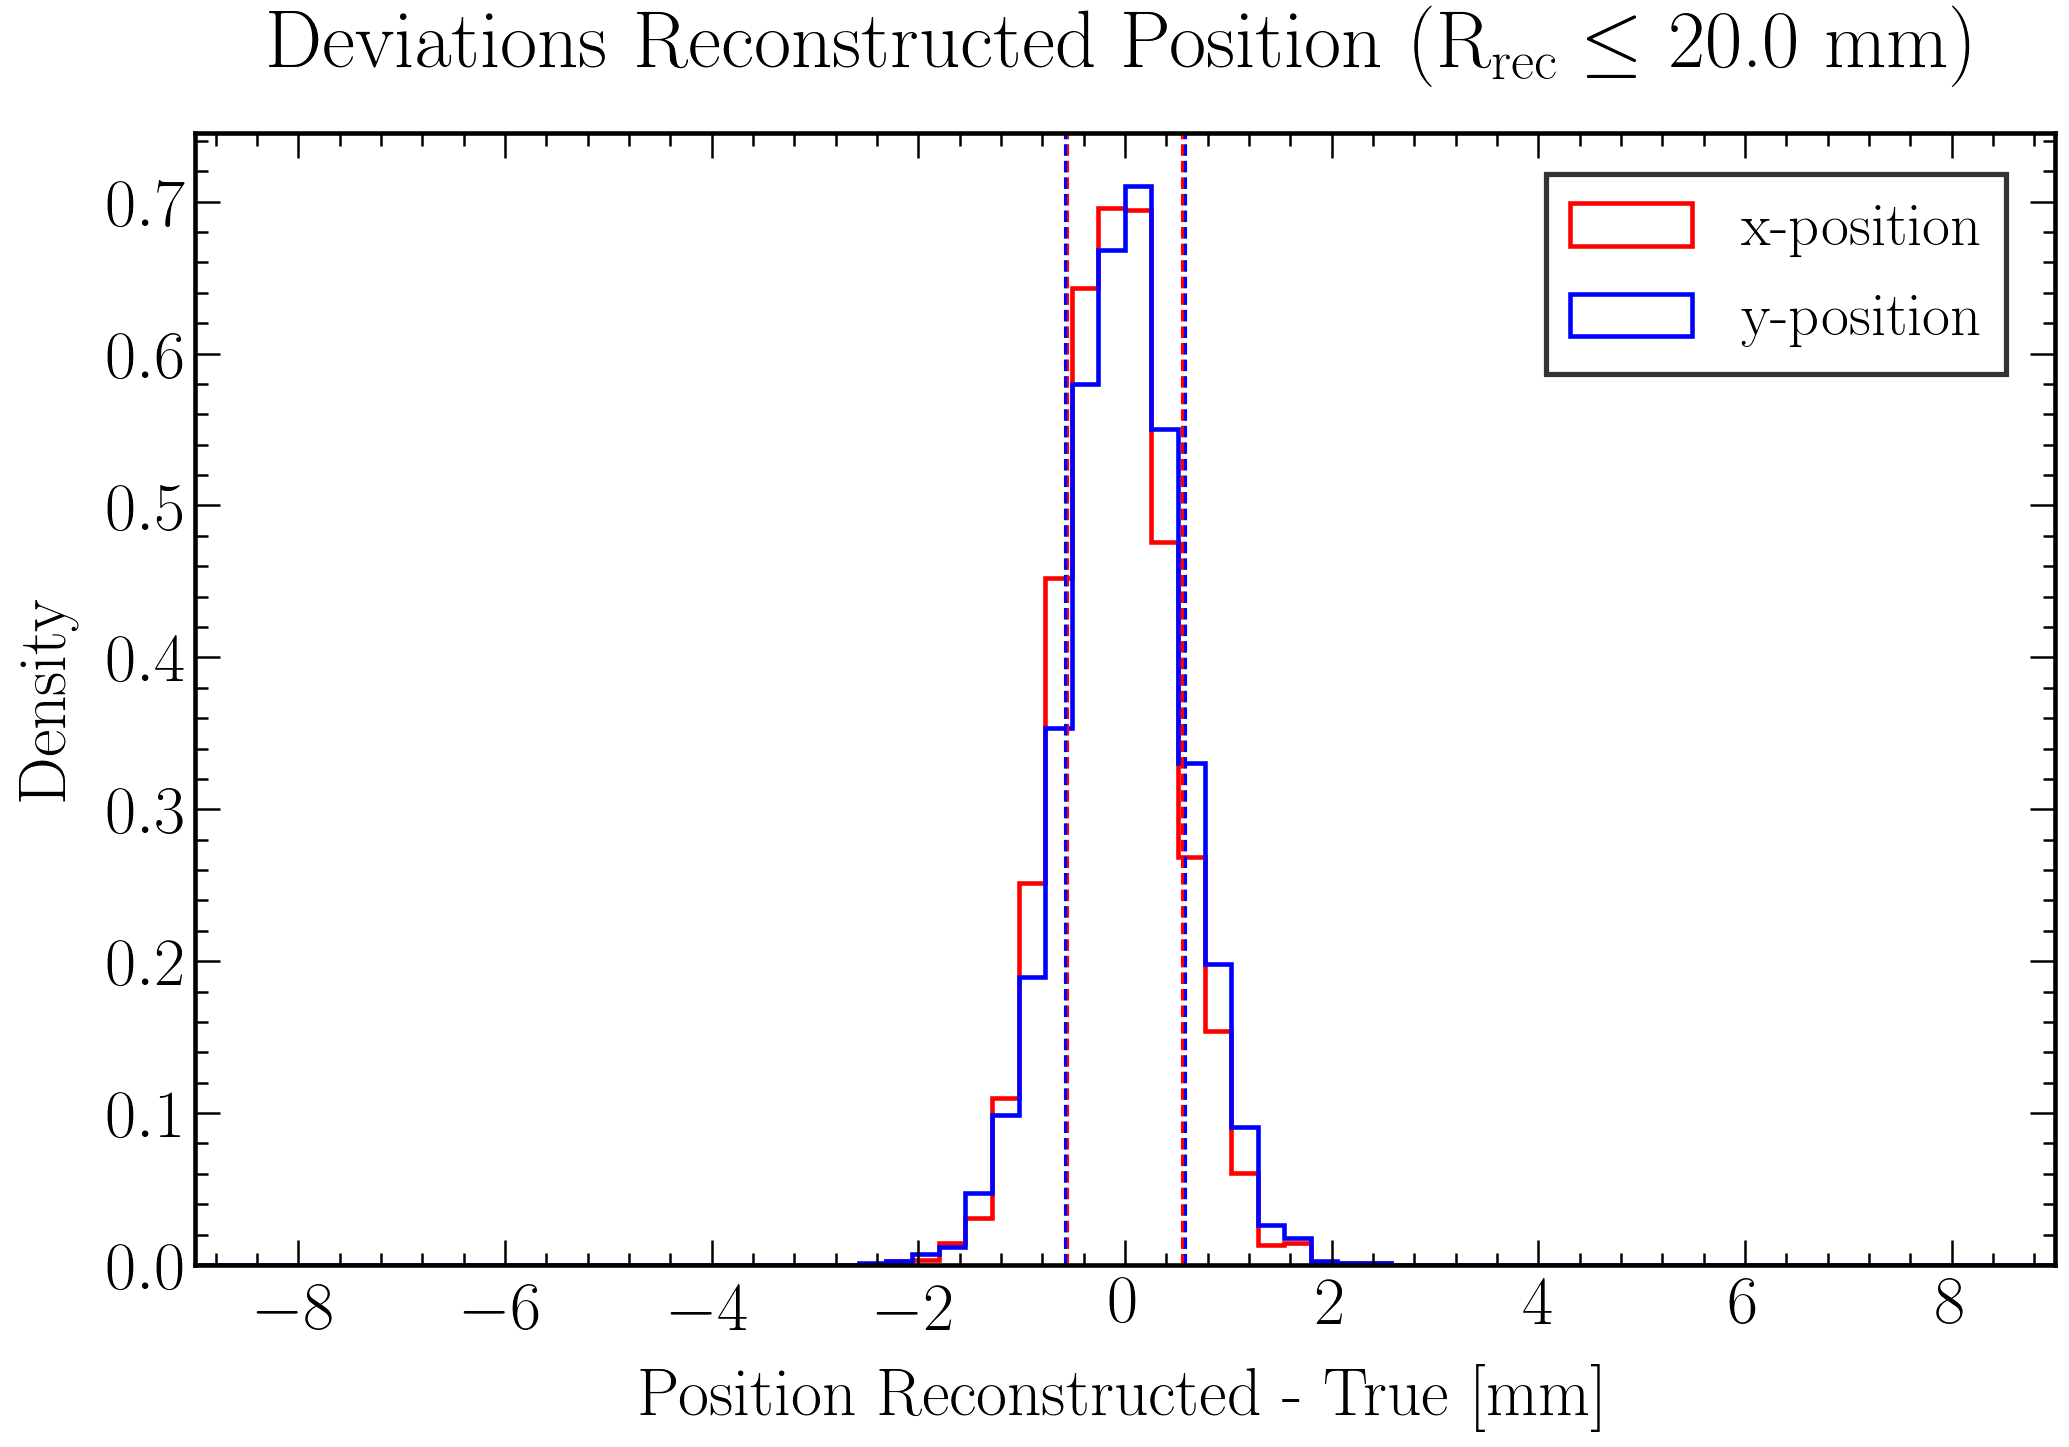 Deviations Reconstructed Position (Rrec ≤ 20.0 mm)
x-position
y-position
0.7
0.6
0.5
0.4
0.3
0.2
0.1
0.0
Density
−8 −6 −4 −2 0 2 4 6 8
Position Reconstructed - True [mm]